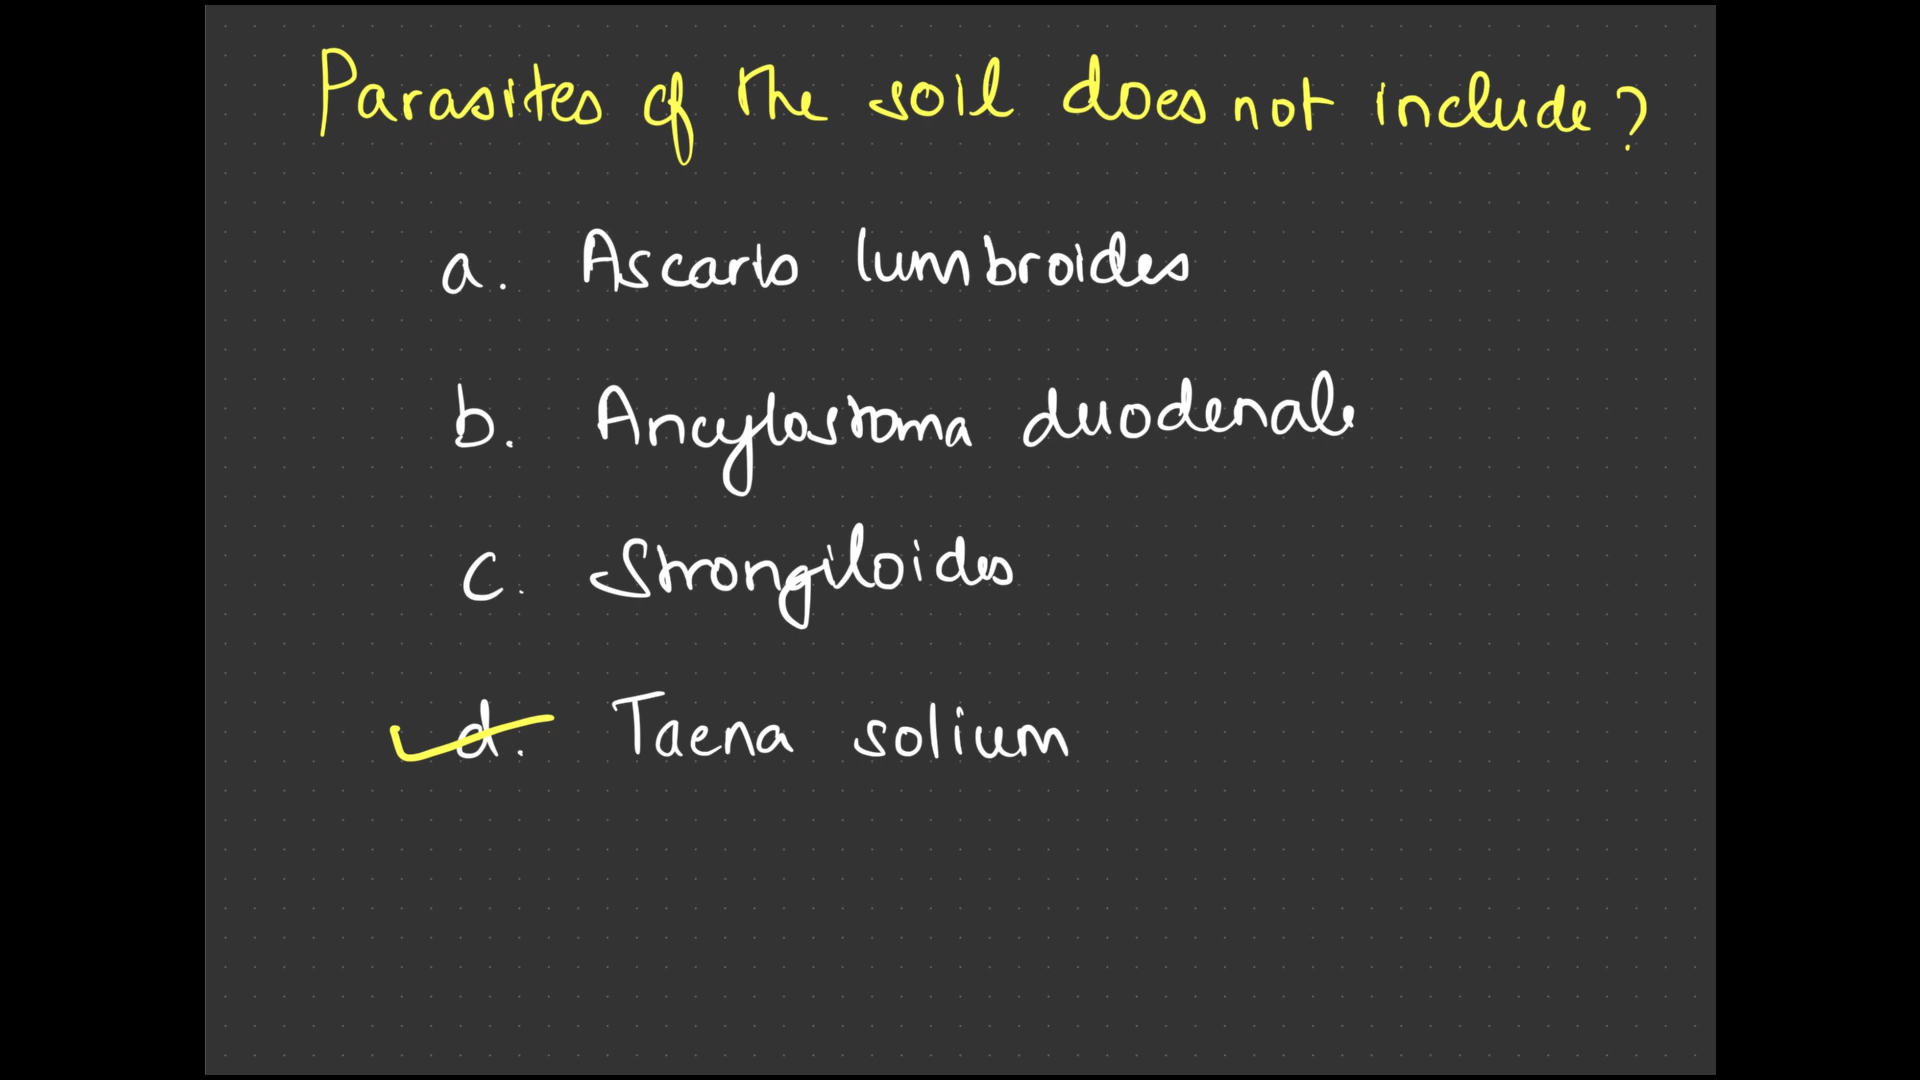 Parasites of the soil does not include?
a. Ascaris lumbroides
b. Ancylostoma duodenale
c. Strongiloides
d. Taena solium